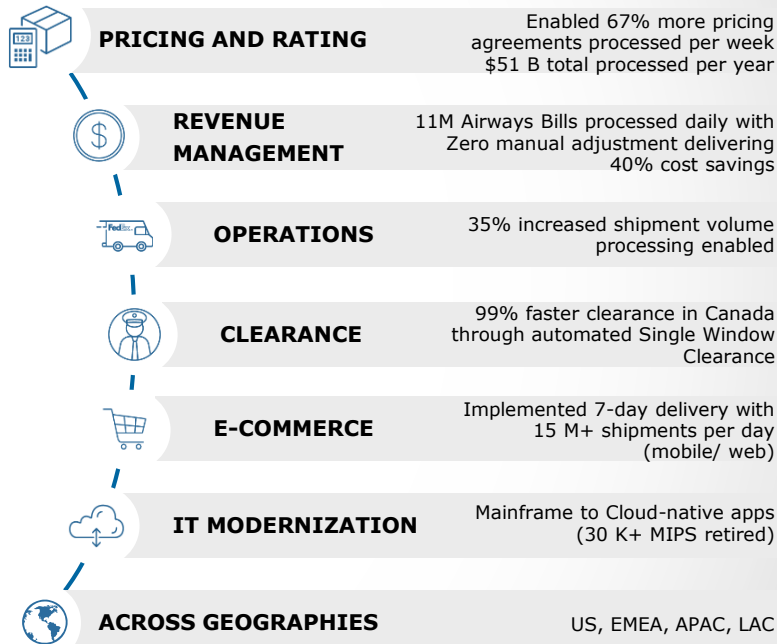 123
PRICING AND RATING
Enabled 67% more pricing
agreements processed per week
$51 B total processed per year
$
REVENUE
MANAGEMENT
11M Airways Bills processed daily with
Zero manual adjustment delivering
40% cost savings
FedEx
OPERATIONS
35% increased shipment volume
processing enabled
CLEARANCE
99% faster clearance in Canada
through automated Single Window
Clearance
E-COMMERCE
Implemented 7-day delivery with
15 M+ shipments per day
(mobile/ web)
IT MODERNIZATION
Mainframe to Cloud-native apps
(30 K+ MIPS retired)
ACROSS GEOGRAPHIES
US, EMEA, APAC, LAC